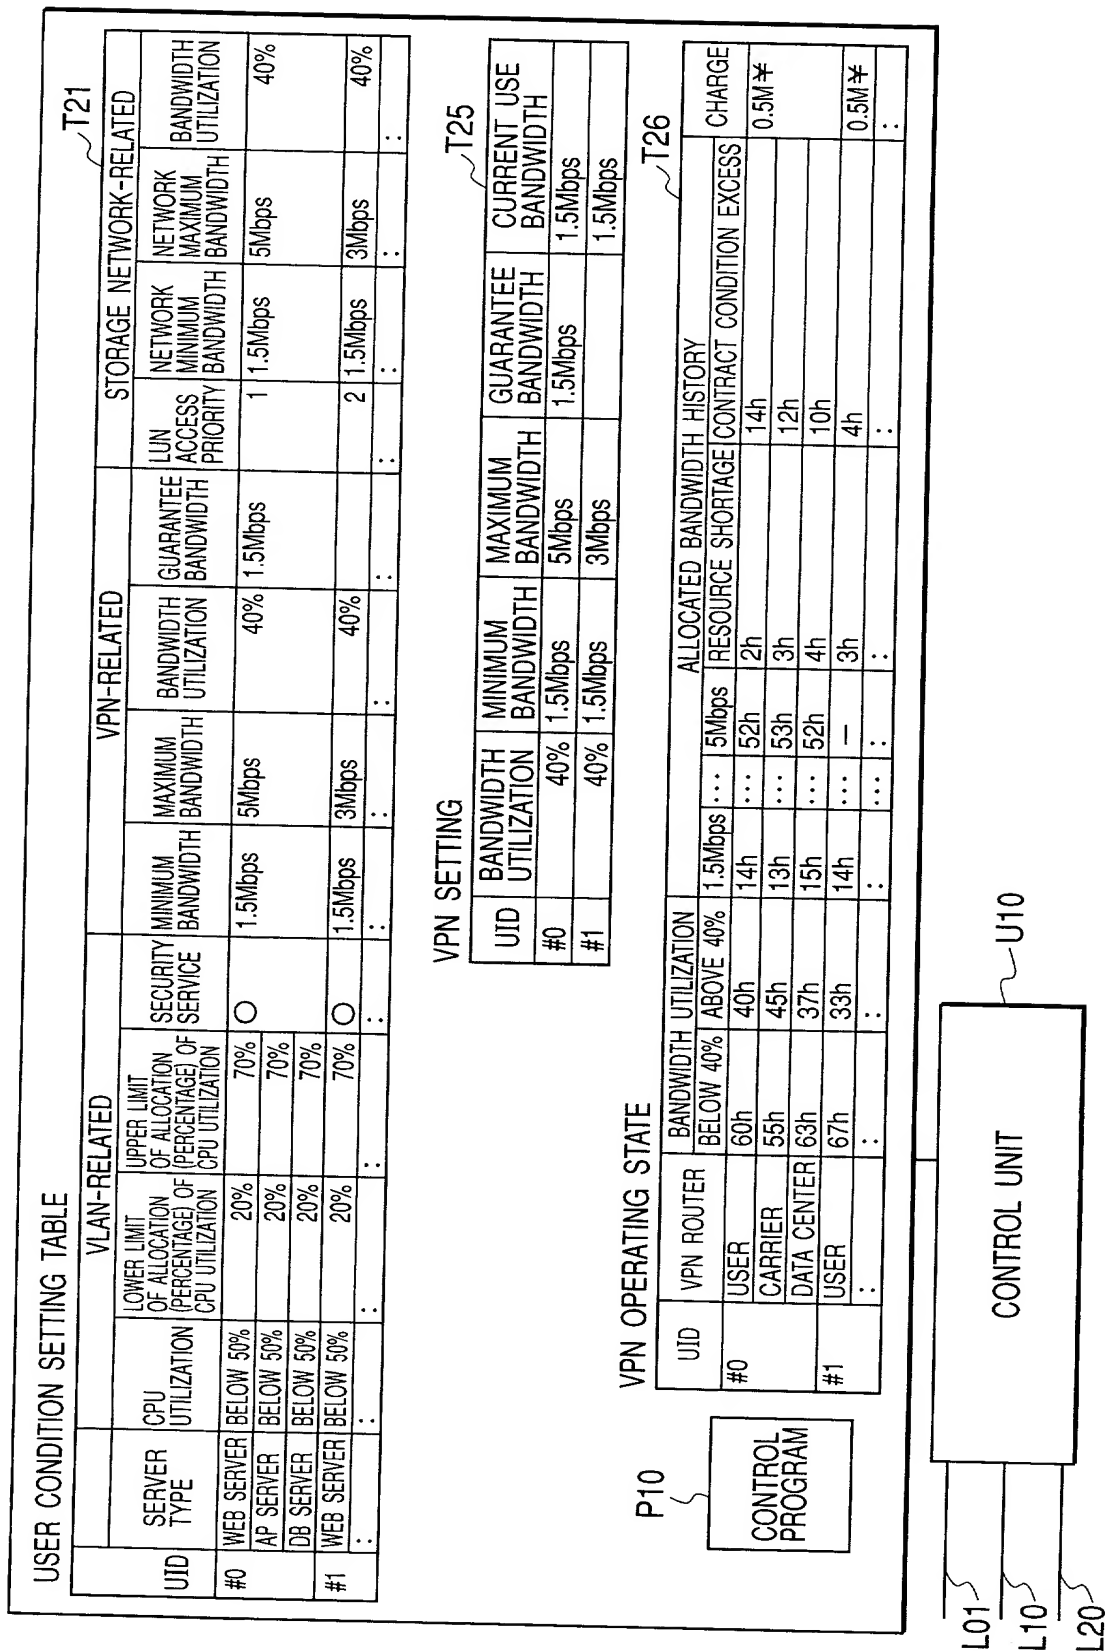 USER CONDITION SETTING TABLE
T21
VLAN-RELATED VPN-RELATED STORAGE NETWORK-RELATED
UID
SERVER
TYPE
CPU
UTILIZATION
LOWER LIMIT
OF ALLOCATION
(PERCENTAGE) OF
CPU UTILIZATION
UPPER LIMIT
OF ALLOCATION
(PERCENTAGE) OF
CPU UTILIZATION
SECURITY
SERVICE
MINIMUM
BANDWIDTH
MAXIMUM
BANDWIDTH
BANDWIDTH
UTILIZATION
GUARANTEE
BANDWIDTH
LUN
ACCESS
PRIORITY
NETWORK
MINIMUM
BANDWIDTH
NETWORK
MAXIMUM
BANDWIDTH
BANDWIDTH
UTILIZATION
#0 WEB SERVER BELOW 50% 20% 70% ○ 1.5Mbps 5Mbps 40% 1.5Mbps 1 1.5Mbps 5Mbps 40%
AP SERVER BELOW 50% 20% 70%
DB SERVER BELOW 50% 20% 70%
#1 WEB SERVER BELOW 50% 20% 70% ○ 1.5Mbps 3Mbps 40% 2 1.5Mbps 3Mbps 40%
: : : : : : : : : : : : :
VPN SETTING
T25
UID
BANDWIDTH
UTILIZATION
MINIMUM
BANDWIDTH
MAXIMUM
BANDWIDTH
GUARANTEE
BANDWIDTH
CURRENT USE
BANDWIDTH
#0 40% 1.5Mbps 5Mbps 1.5Mbps 1.5Mbps
#1 40% 1.5Mbps 3Mbps 1.5Mbps
VPN OPERATING STATE
T26
UID VPN ROUTER BANDWIDTH UTILIZATION ALLOCATED BANDWIDTH HISTORY CHARGE
BELOW 40% ABOVE 40% 1.5Mbps ... 5Mbps RESOURCE SHORTAGE CONTRACT CONDITION EXCESS
#0 USER 60h 40h 14h ... 52h 2h 14h 0.5M¥
CARRIER 55h 45h 13h ... 53h 3h 12h
DATA CENTER 63h 37h 15h ... 52h 4h 10h
#1 USER 67h 33h 14h ... — 3h 4h 0.5M¥
: : : : ... : : : :
P10
CONTROL
PROGRAM
CONTROL UNIT
U10
L01
L10
L20